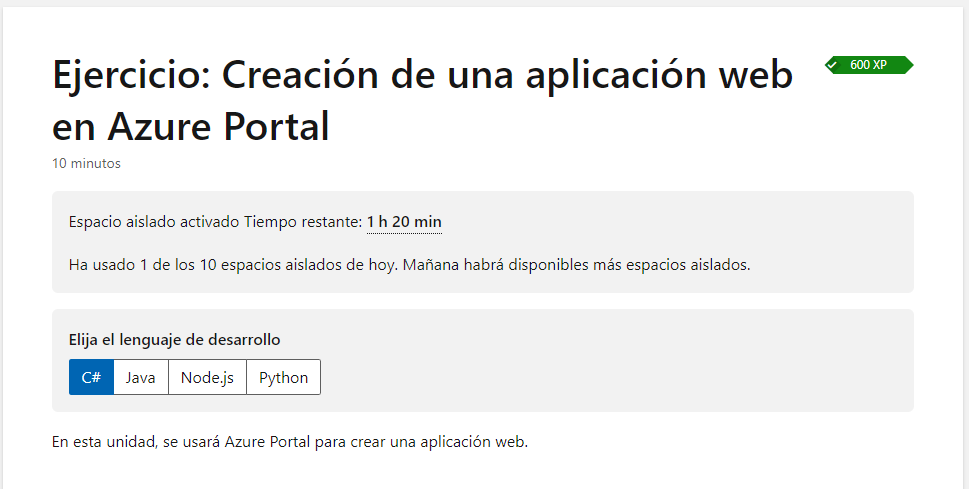 Ejercicio: Creación de una aplicación web
en Azure Portal
600 XP
10 minutos
Espacio aislado activado Tiempo restante: 1 h 20 min
Ha usado 1 de los 10 espacios aislados de hoy. Mañana habrá disponibles más espacios aislados.
Elija el lenguaje de desarrollo
C# Java Node.js Python
En esta unidad, se usará Azure Portal para crear una aplicación web.